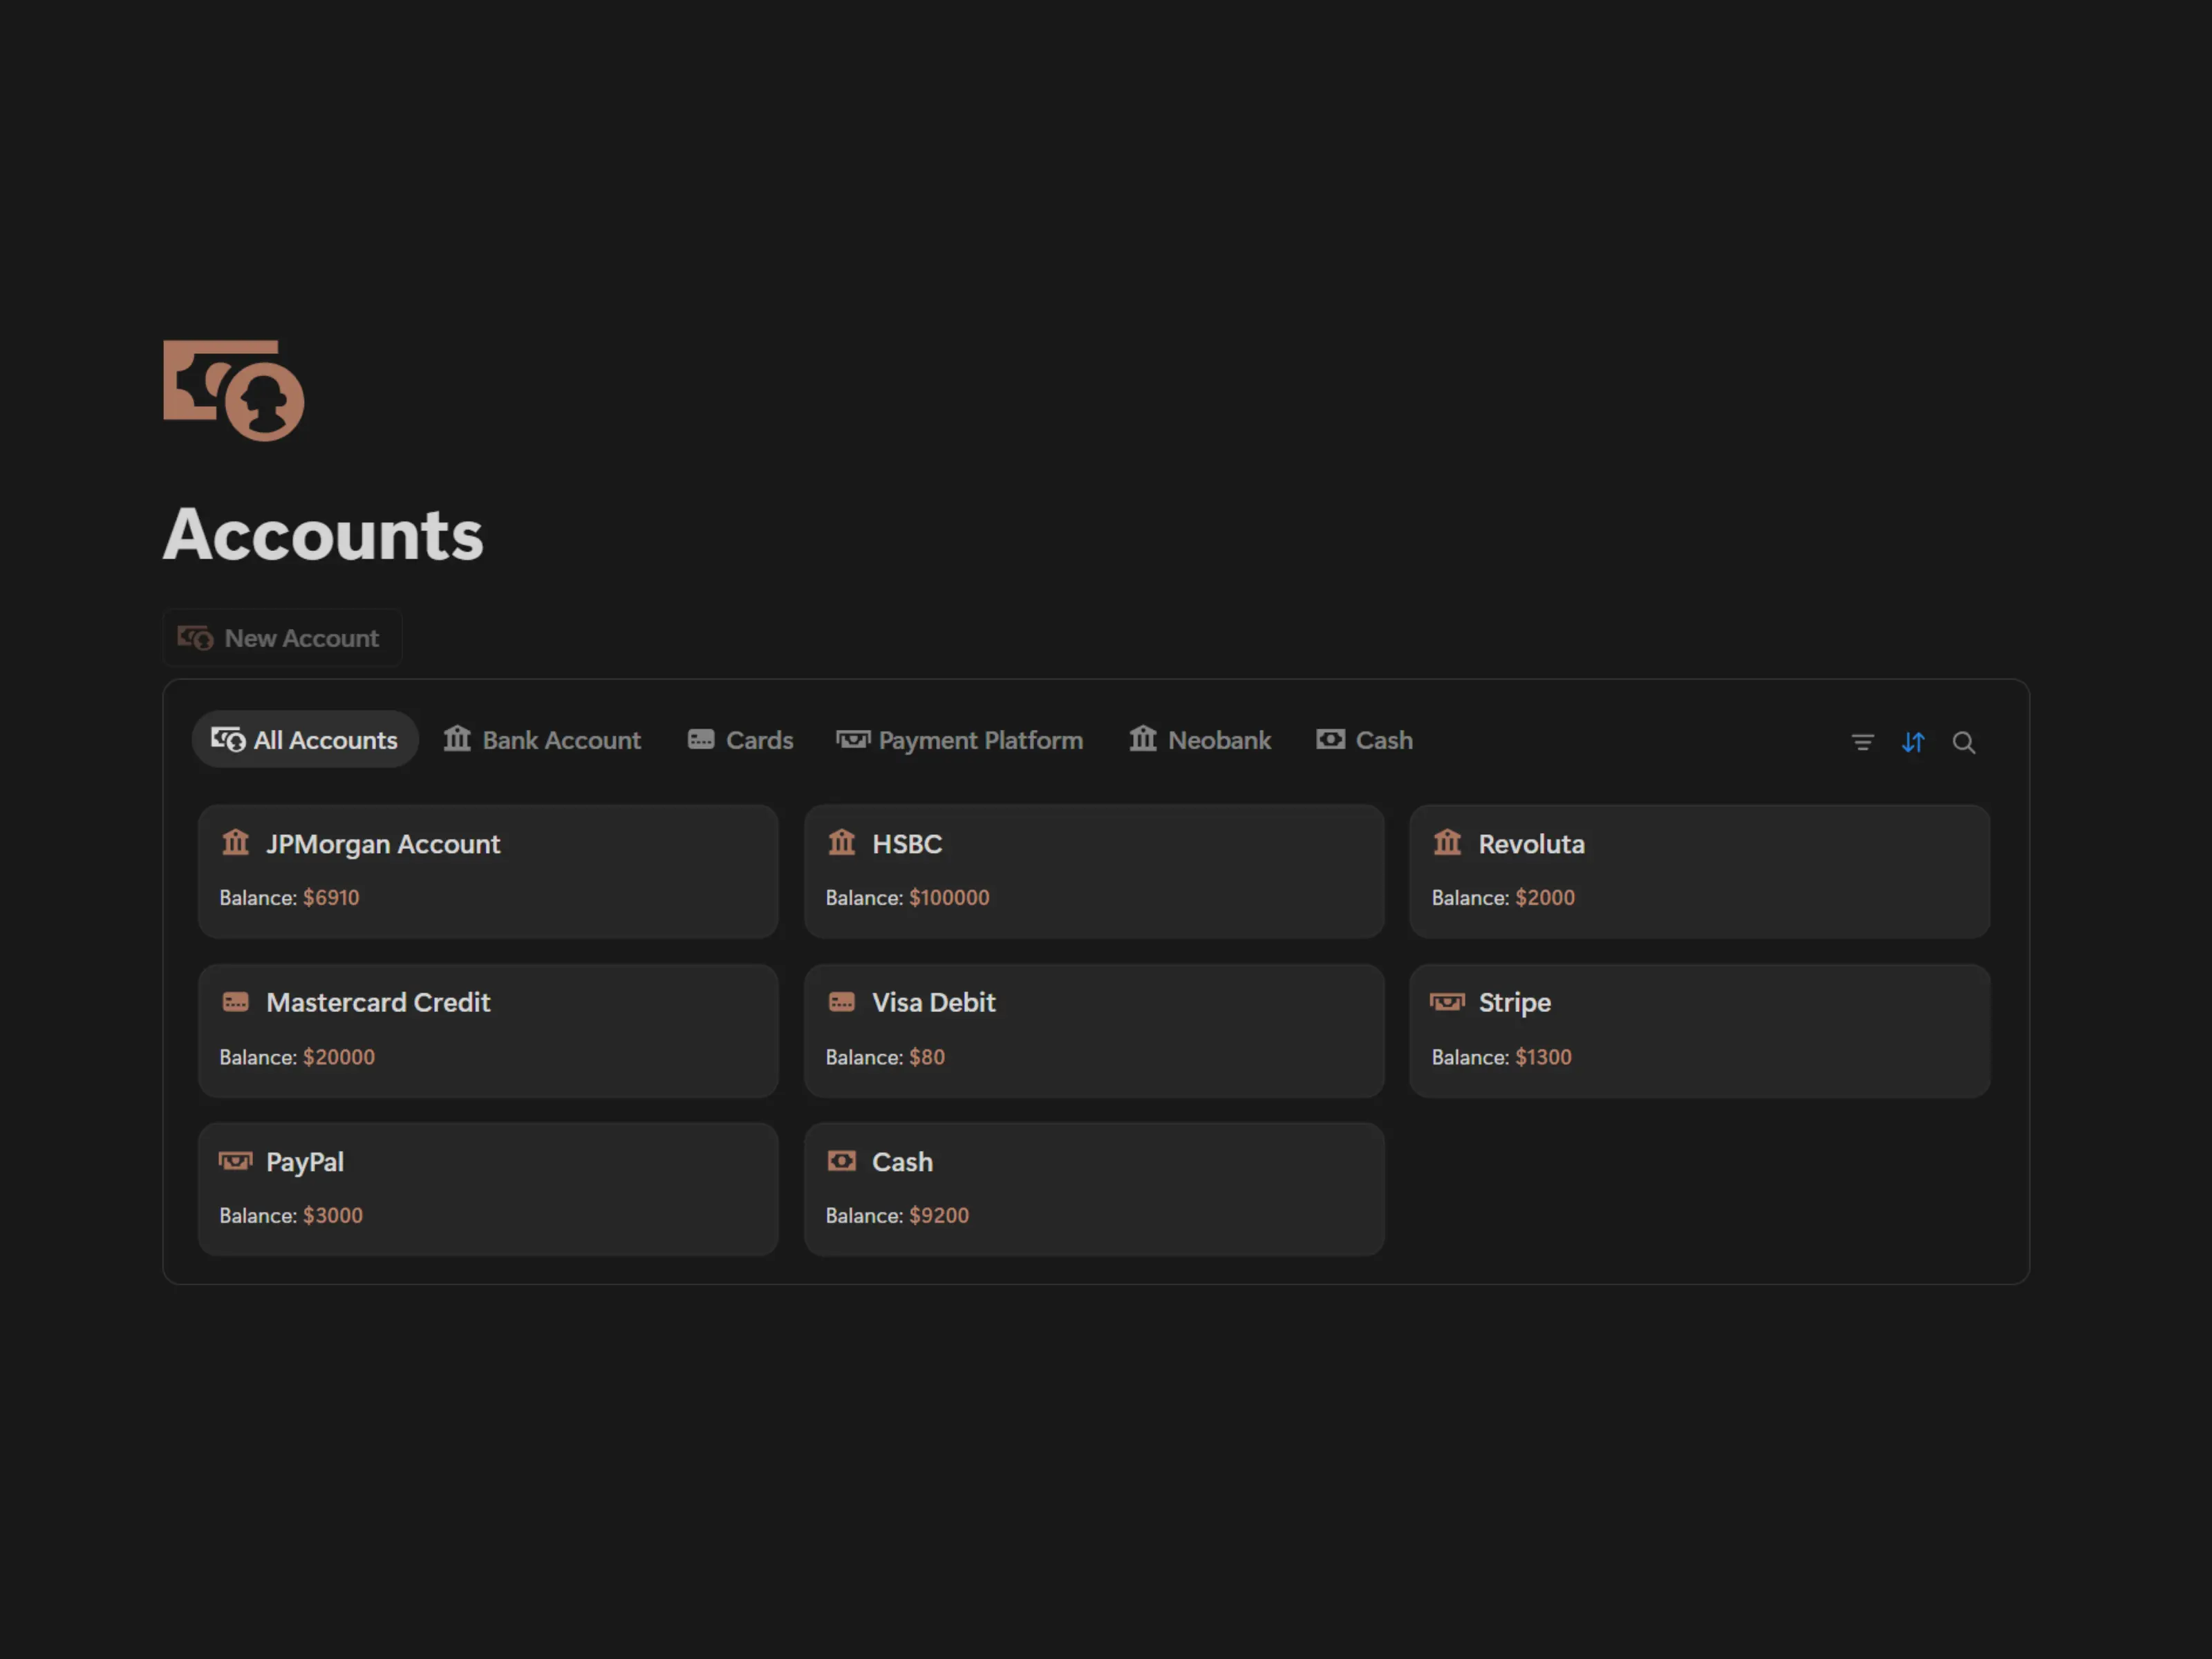 Accounts
New Account
All Accounts Bank Account Cards Payment Platform Neobank Cash
JPMorgan Account
Balance: $6910
HSBC
Balance: $100000
Revoluta
Balance: $2000
Mastercard Credit
Balance: $20000
Visa Debit
Balance: $80
Stripe
Balance: $1300
PayPal
Balance: $3000
Cash
Balance: $9200